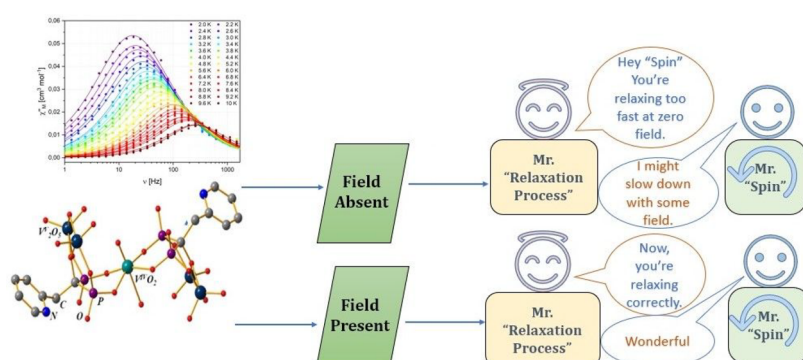 0.06
0.05
0.04
0.03
0.02
0.01
0.00
χ"M [cm³ mol⁻¹]
1 10 100 1000
ν [Hz]
2.0 K 2.2 K
2.4 K 2.6 K
2.8 K 3.0 K
3.2 K 3.4 K
3.6 K 3.8 K
4.0 K 4.4 K
4.8 K 5.2 K
5.6 K 6.0 K
6.4 K 6.8 K
7.2 K 7.6 K
8.0 K 8.4 K
8.8 K 9.2 K
9.6 K 10 K
O
P
C
N
Field
Absent
Field
Present
Hey “Spin”
You're
relaxing too
fast at zero
field.
Mr.
“Relaxation
Process”
I might
slow down
with some
field.
Mr.
“Spin”
Now,
you're
relaxing
correctly.
Mr.
“Relaxation
Process”
Wonderful
Mr.
“Spin”